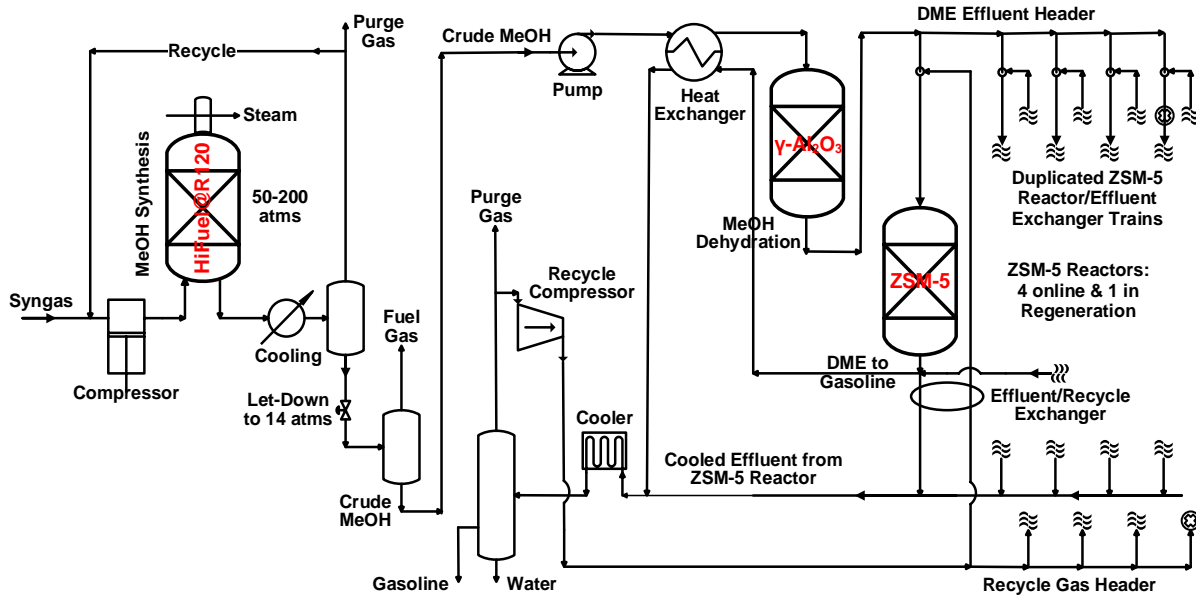 Purge
Gas
Recycle
Steam
MeOH Synthesis
HiFuel@R120
50-200
atms
Syngas
Compressor
Cooling
Let-Down
to 14 atms
Fuel
Gas
Crude
MeOH
Crude MeOH
Pump
Heat
Exchanger
γ-Al₂O₃
MeOH
Dehydration
Purge
Gas
Recycle
Compressor
Cooler
Gasoline
Water
DME Effluent Header
Duplicated ZSM-5
Reactor/Effluent
Exchanger Trains
ZSM-5
ZSM-5 Reactors:
4 online & 1 in
Regeneration
DME to
Gasoline
Effluent/Recycle
Exchanger
Cooled Effluent from
ZSM-5 Reactor
Recycle Gas Header